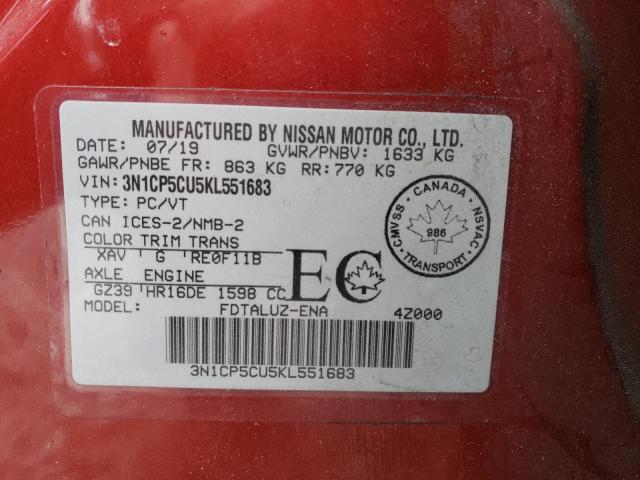 MANUFACTURED BY NISSAN MOTOR CO., LTD.
DATE: 07/19 GVWR/PNBV: 1633 KG
GAWR/PNBE FR: 863 KG RR: 770 KG
VIN: 3N1CP5CU5KL551683
TYPE: PC/VT
CAN ICES-2/NMB-2
COLOR TRIM TRANS
XAV G RE0F11B
AXLE ENGINE
GZ39 HR16DE 1598 CC
EC
MODEL: FDTALUZ-ENA 4Z000
3N1CP5CU5KL551683
CANADA
CMVSS
NSVAC
986
TRANSPORT